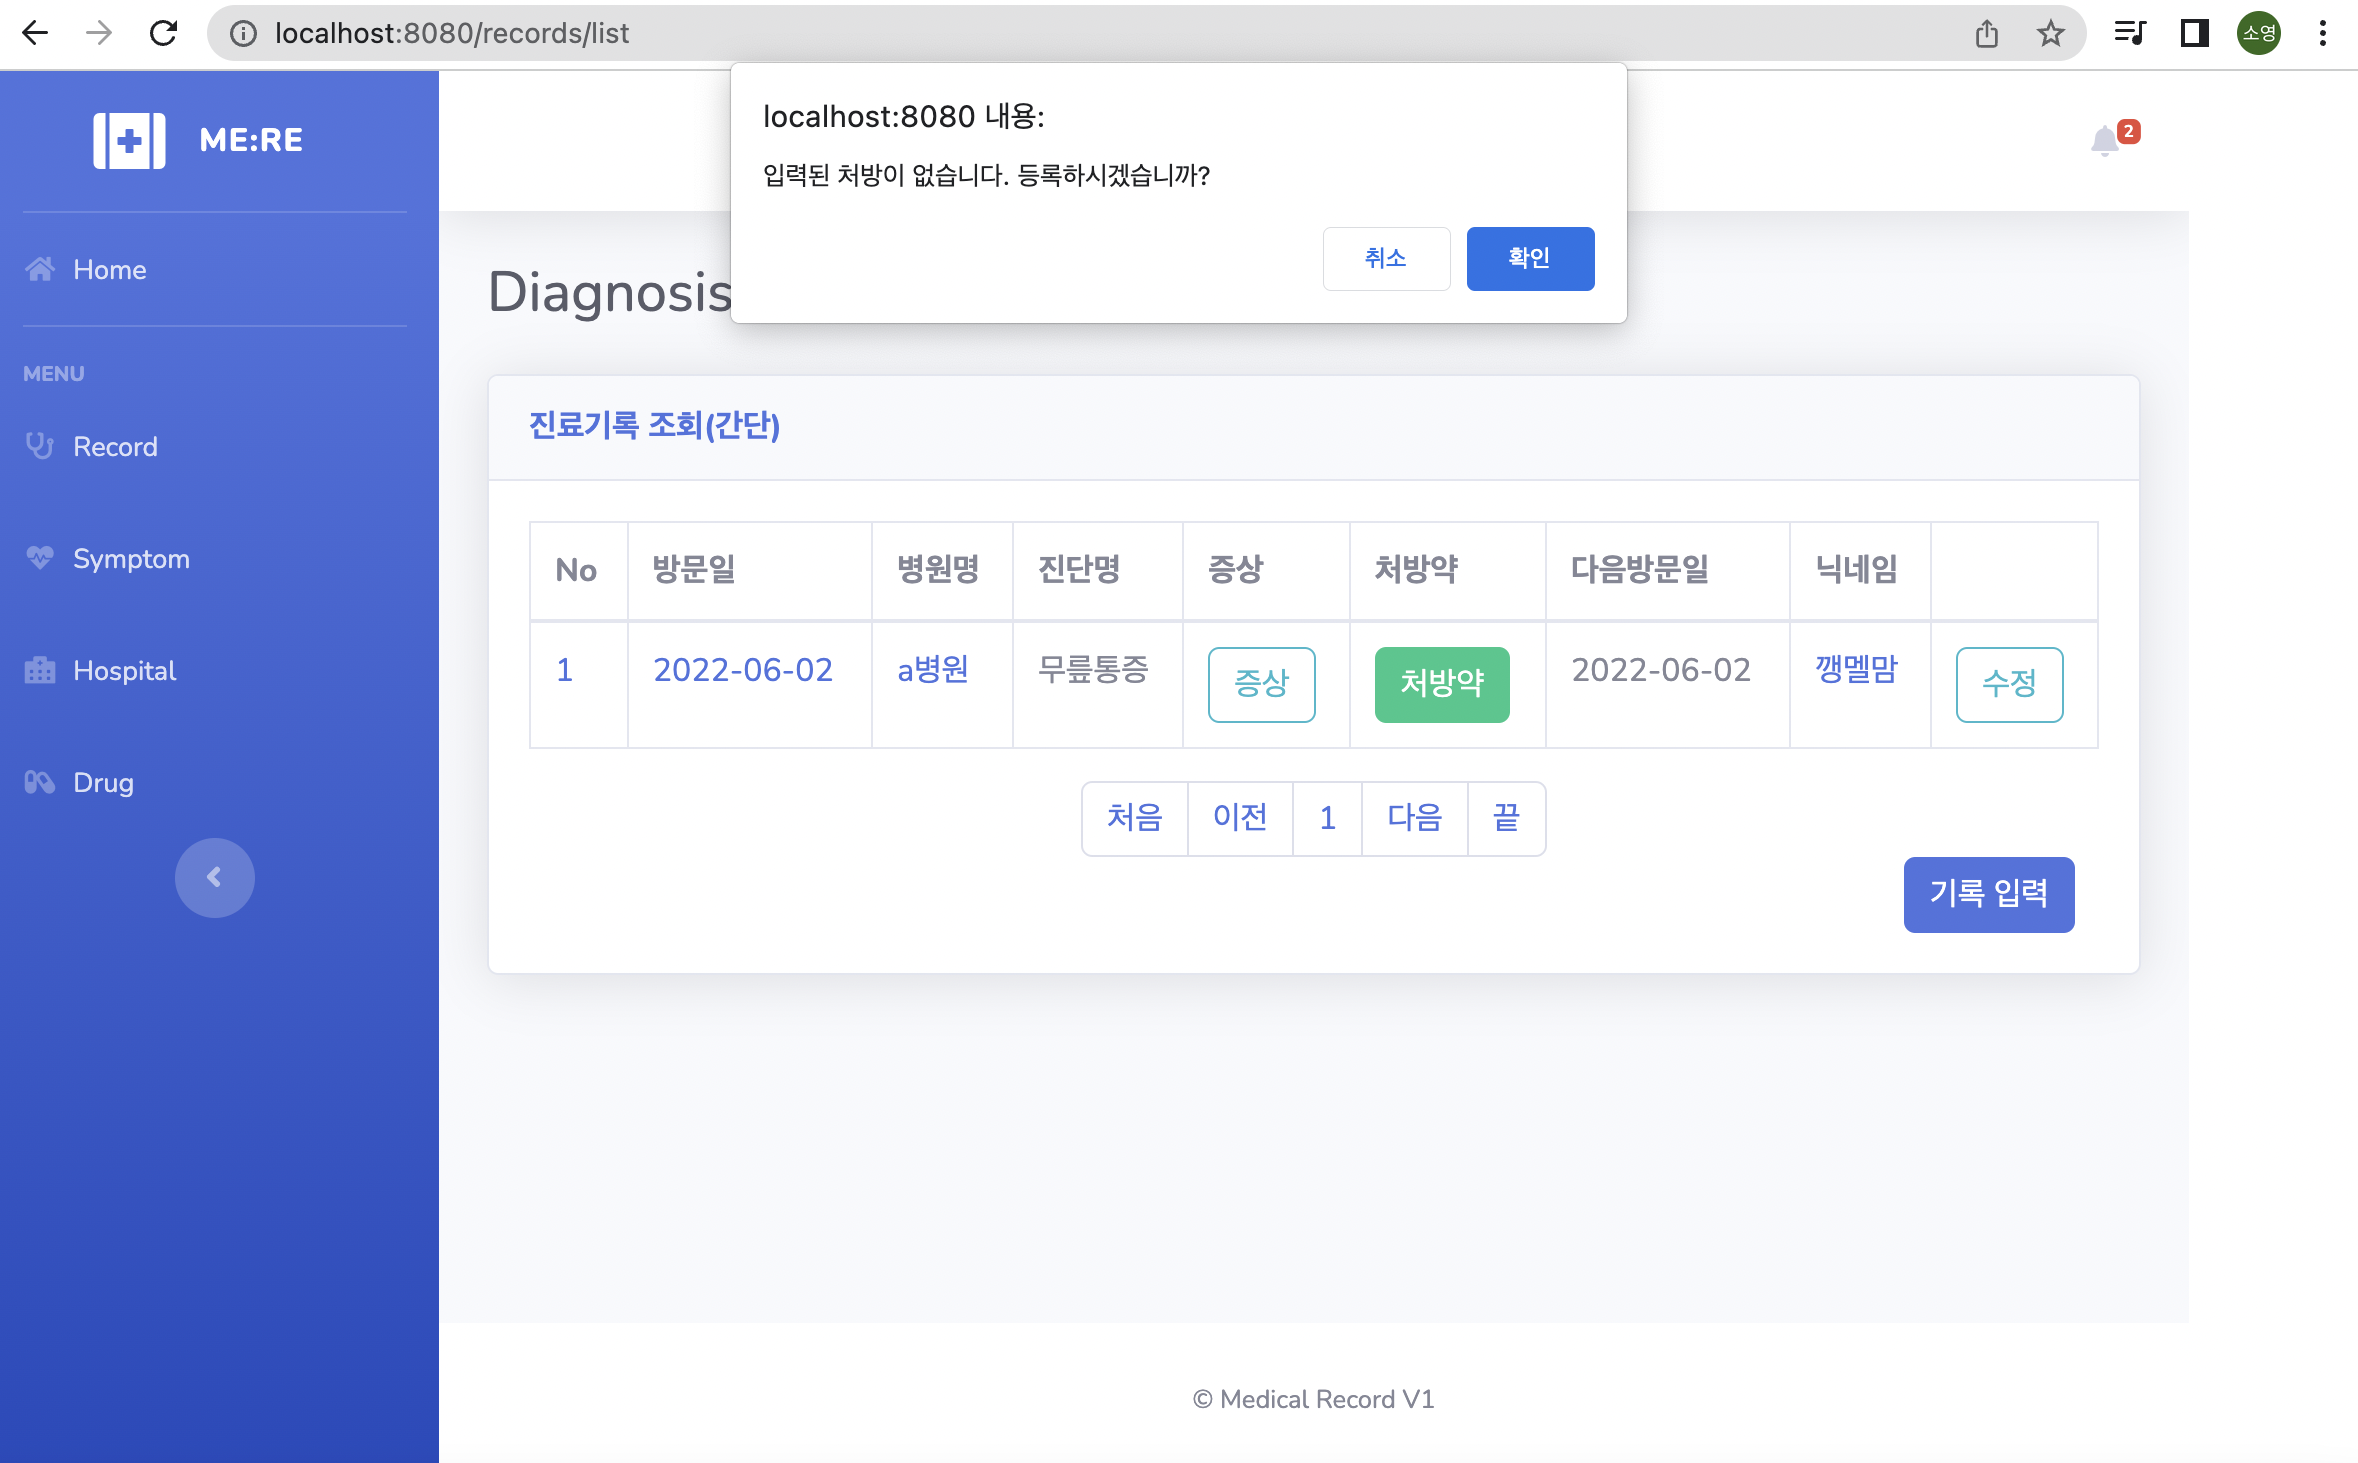 localhost:8080/records/list
소영
localhost:8080 내용:
입력된 처방이 없습니다. 등록하시겠습니까?
취소 확인
ME:RE
2
Home
MENU
Record
Symptom
Hospital
Drug
Diagnosis
진료기록 조회(간단)
No 방문일 병원명 진단명 증상 처방약 다음방문일 닉네임
1 2022-06-02 a병원 무릎통증 증상 처방약 2022-06-02 깽멜맘 수정
처음 이전 1 다음 끝
기록 입력
© Medical Record V1